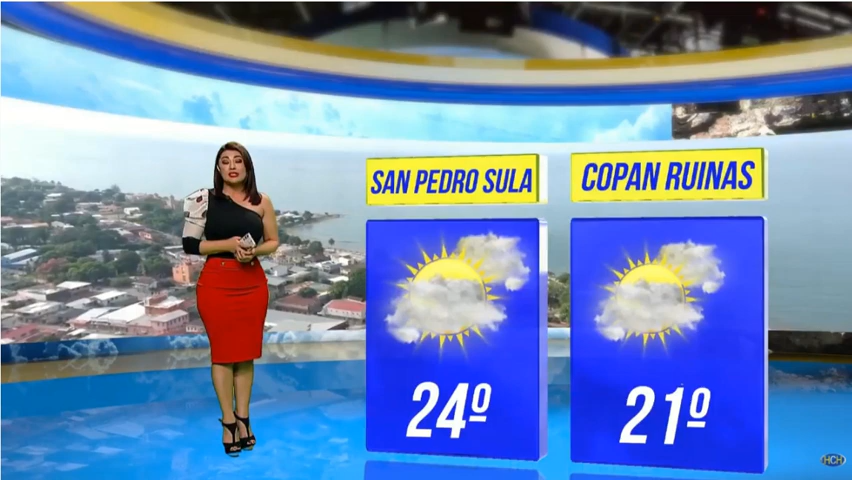 SAN PEDRO SULA
COPAN RUINAS
24º
21º
HCH